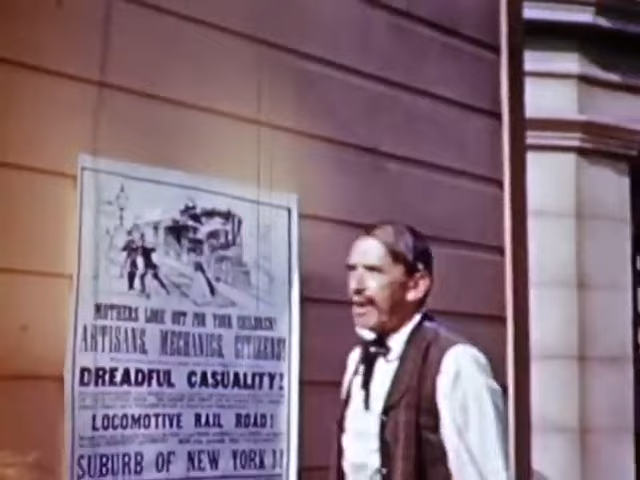 MOTHERS LOOK OUT FOR YOUR CHILDREN!
ARTISANS, MECHANICS, CITIZENS!
DREADFUL CASUALITY!
LOCOMOTIVE RAIL ROAD!
SUBURB OF NEW YORK!!